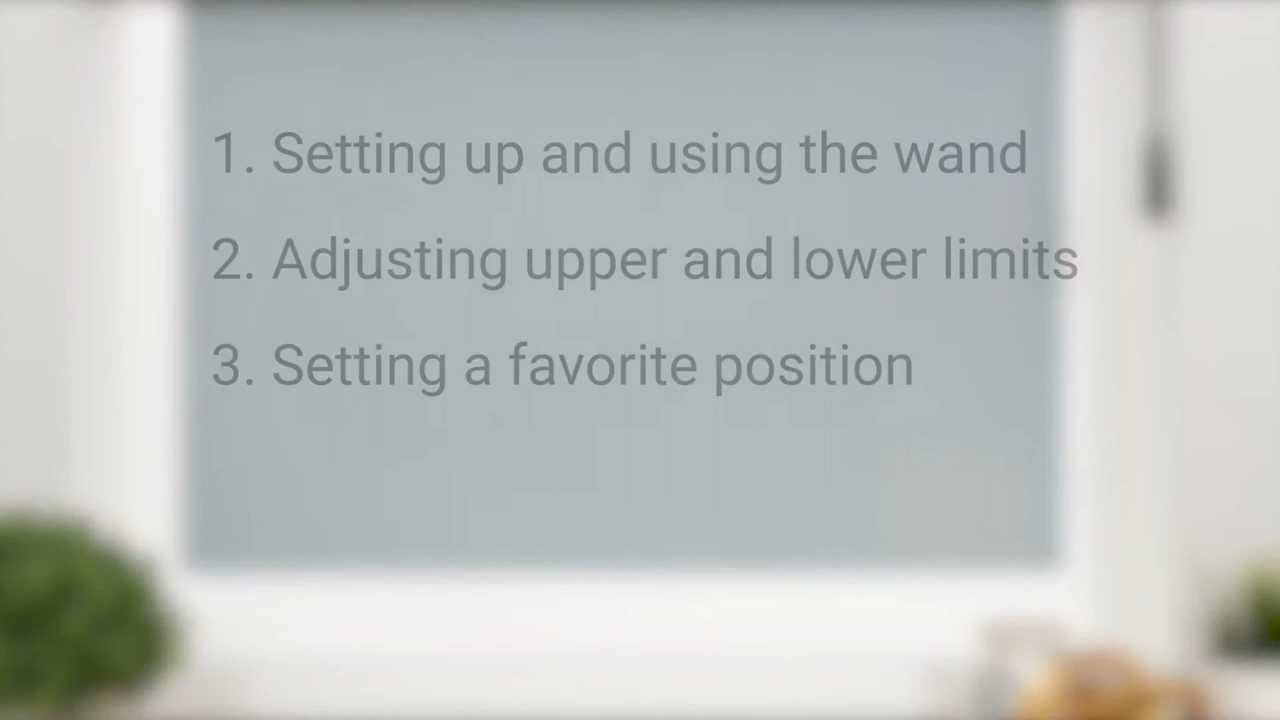 1. Setting up and using the wand
2. Adjusting upper and lower limits
3. Setting a favorite position